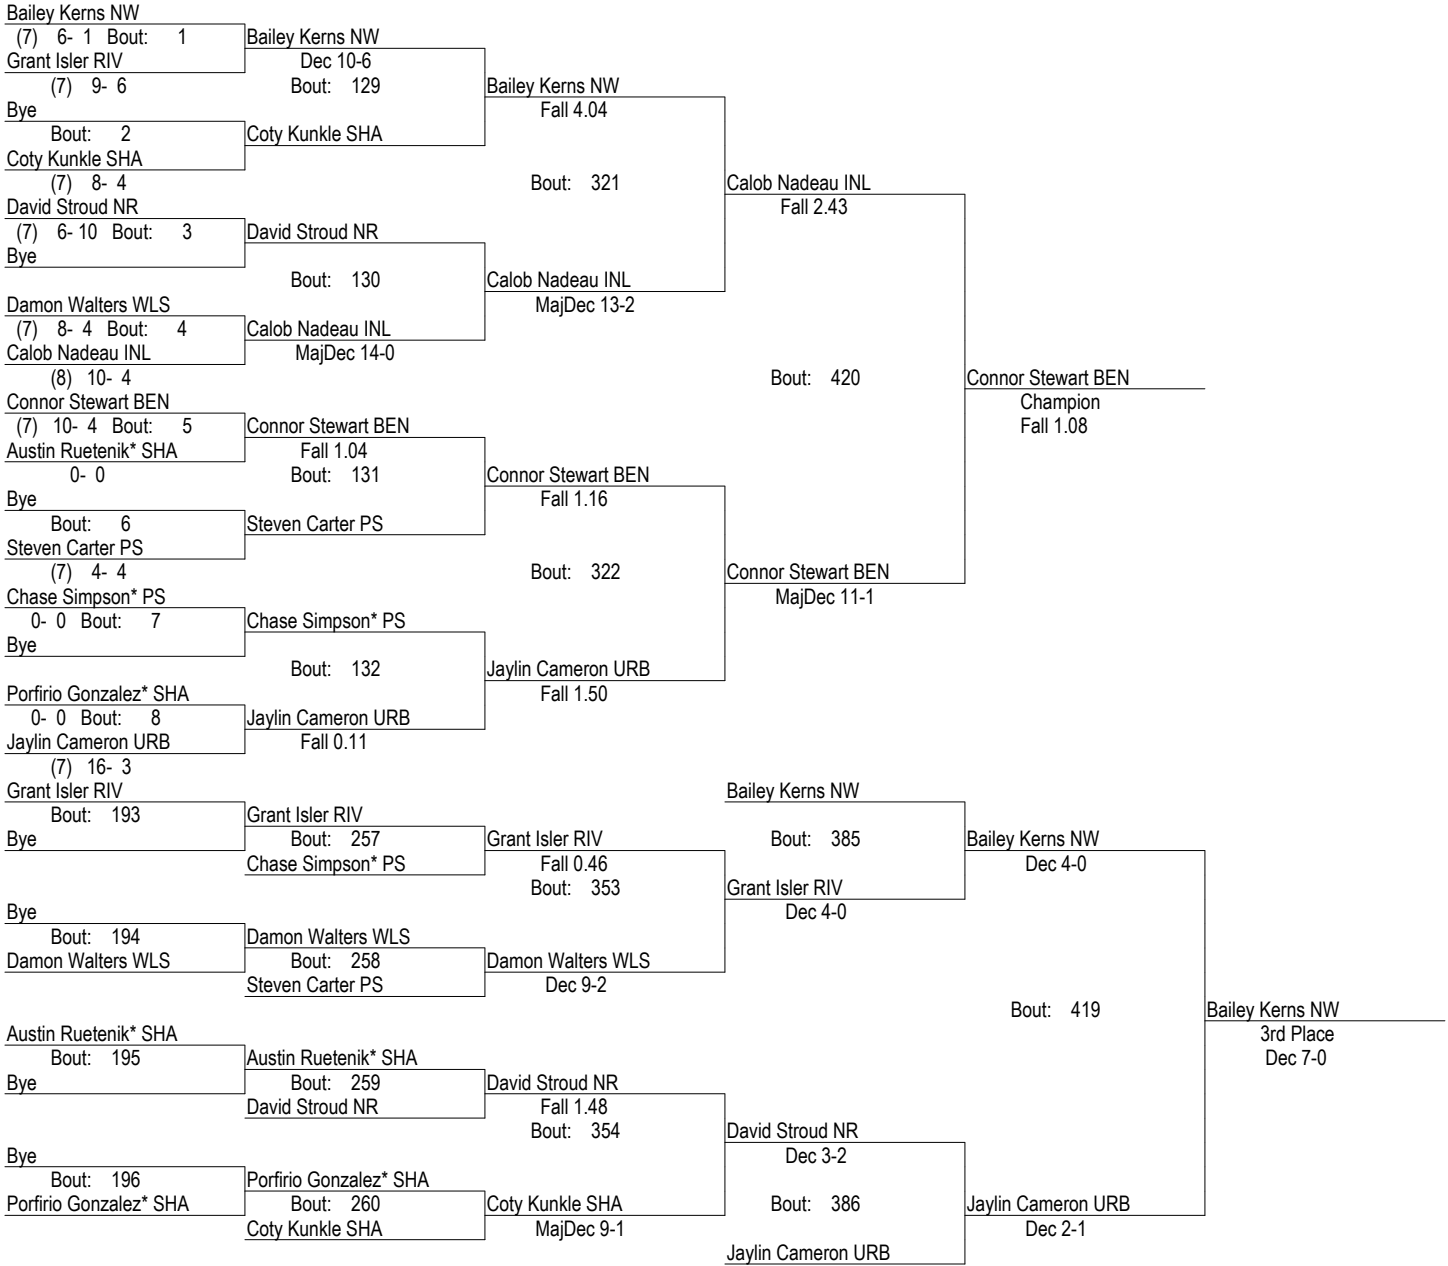 Bailey Kerns NW
(7) 6- 1 Bout: 1 Bailey Kerns NW
Grant Isler RIV Dec 10-6
(7) 9- 6 Bout: 129 Bailey Kerns NW
Bye Fall 4.04
Bout: 2 Coty Kunkle SHA
Coty Kunkle SHA
(7) 8- 4 Bout: 321 Calob Nadeau INL
David Stroud NR Fall 2.43
(7) 6- 10 Bout: 3 David Stroud NR
Bye
Bout: 130 Calob Nadeau INL
Damon Walters WLS MajDec 13-2
(7) 8- 4 Bout: 4 Calob Nadeau INL
Calob Nadeau INL MajDec 14-0
(8) 10- 4 Bout: 420 Connor Stewart BEN
Connor Stewart BEN Champion
(7) 10- 4 Bout: 5 Connor Stewart BEN Fall 1.08
Austin Ruetenik* SHA Fall 1.04
0- 0 Bout: 131 Connor Stewart BEN
Bye Fall 1.16
Bout: 6 Steven Carter PS
Steven Carter PS
(7) 4- 4 Bout: 322 Connor Stewart BEN
Chase Simpson* PS MajDec 11-1
0- 0 Bout: 7 Chase Simpson* PS
Bye
Bout: 132 Jaylin Cameron URB
Porfirio Gonzalez* SHA Fall 1.50
0- 0 Bout: 8 Jaylin Cameron URB
Jaylin Cameron URB Fall 0.11
(7) 16- 3
Grant Isler RIV Bailey Kerns NW
Bout: 193 Grant Isler RIV
Bye Bout: 257 Grant Isler RIV Bout: 385 Bailey Kerns NW
Chase Simpson* PS Fall 0.46 Dec 4-0
Bout: 353 Grant Isler RIV
Bye Dec 4-0
Bout: 194 Damon Walters WLS
Damon Walters WLS Bout: 258 Damon Walters WLS
Steven Carter PS Dec 9-2
Bout: 419 Bailey Kerns NW
Austin Ruetenik* SHA 3rd Place
Bout: 195 Austin Ruetenik* SHA Dec 7-0
Bye Bout: 259 David Stroud NR
David Stroud NR Fall 1.48
Bout: 354 David Stroud NR
Bye Dec 3-2
Bout: 196 Porfirio Gonzalez* SHA
Porfirio Gonzalez* SHA Bout: 260 Coty Kunkle SHA Bout: 386 Jaylin Cameron URB
Coty Kunkle SHA MajDec 9-1 Dec 2-1
Jaylin Cameron URB